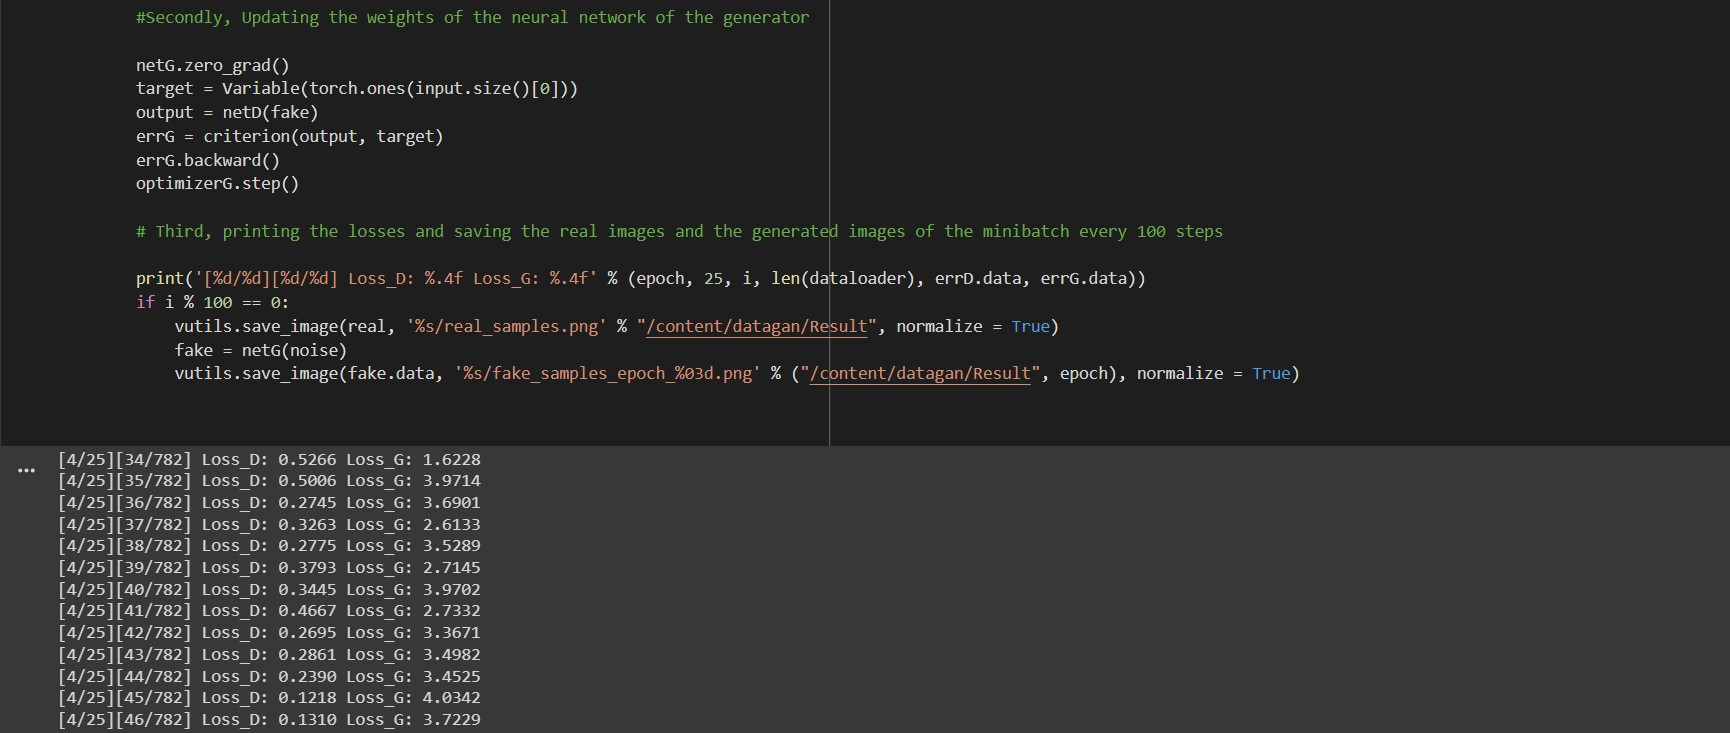 #Secondly, Updating the weights of the neural network of the generator
netG.zero_grad()
target = Variable(torch.ones(input.size()[0]))
output = netD(fake)
errG = criterion(output, target)
errG.backward()
optimizerG.step()
# Third, printing the losses and saving the real images and the generated images of the minibatch every 100 steps
print('[%d/%d][%d/%d] Loss_D: %.4f Loss_G: %.4f' % (epoch, 25, i, len(dataloader), errD.data, errG.data))
if i % 100 == 0:
vutils.save_image(real, '%s/real_samples.png' % "/content/datagan/Result", normalize = True)
fake = netG(noise)
vutils.save_image(fake.data, '%s/fake_samples_epoch_%03d.png' % ("/content/datagan/Result", epoch), normalize = True)
[4/25][34/782] Loss_D: 0.5266 Loss_G: 1.6228
[4/25][35/782] Loss_D: 0.5006 Loss_G: 3.9714
[4/25][36/782] Loss_D: 0.2745 Loss_G: 3.6901
[4/25][37/782] Loss_D: 0.3263 Loss_G: 2.6133
[4/25][38/782] Loss_D: 0.2775 Loss_G: 3.5289
[4/25][39/782] Loss_D: 0.3793 Loss_G: 2.7145
[4/25][40/782] Loss_D: 0.3445 Loss_G: 3.9702
[4/25][41/782] Loss_D: 0.4667 Loss_G: 2.7332
[4/25][42/782] Loss_D: 0.2695 Loss_G: 3.3671
[4/25][43/782] Loss_D: 0.2861 Loss_G: 3.4982
[4/25][44/782] Loss_D: 0.2390 Loss_G: 3.4525
[4/25][45/782] Loss_D: 0.1218 Loss_G: 4.0342
[4/25][46/782] Loss_D: 0.1310 Loss_G: 3.7229